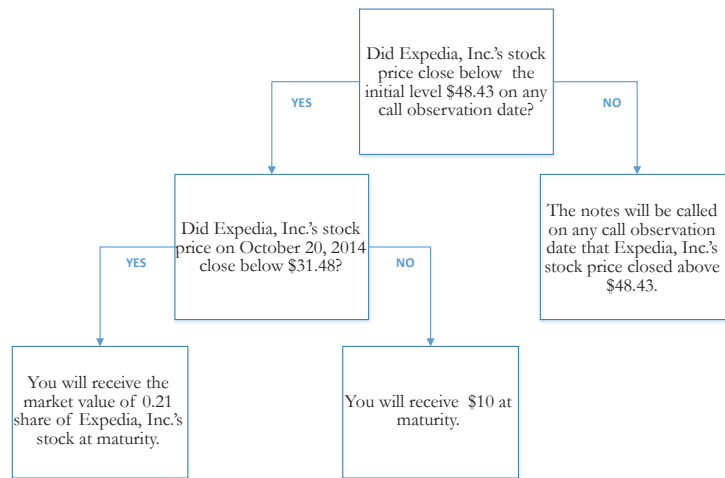 Did Expedia, Inc.'s stock
price close below the
initial level $48.43 on any
call observation date?
YES
NO
Did Expedia, Inc.'s stock
price on October 20, 2014
close below $31.48?
The notes will be called
on any call observation
date that Expedia, Inc.'s
stock price closed above
$48.43.
YES
NO
You will receive the
market value of 0.21
share of Expedia, Inc.'s
stock at maturity.
You will receive $10 at
maturity.